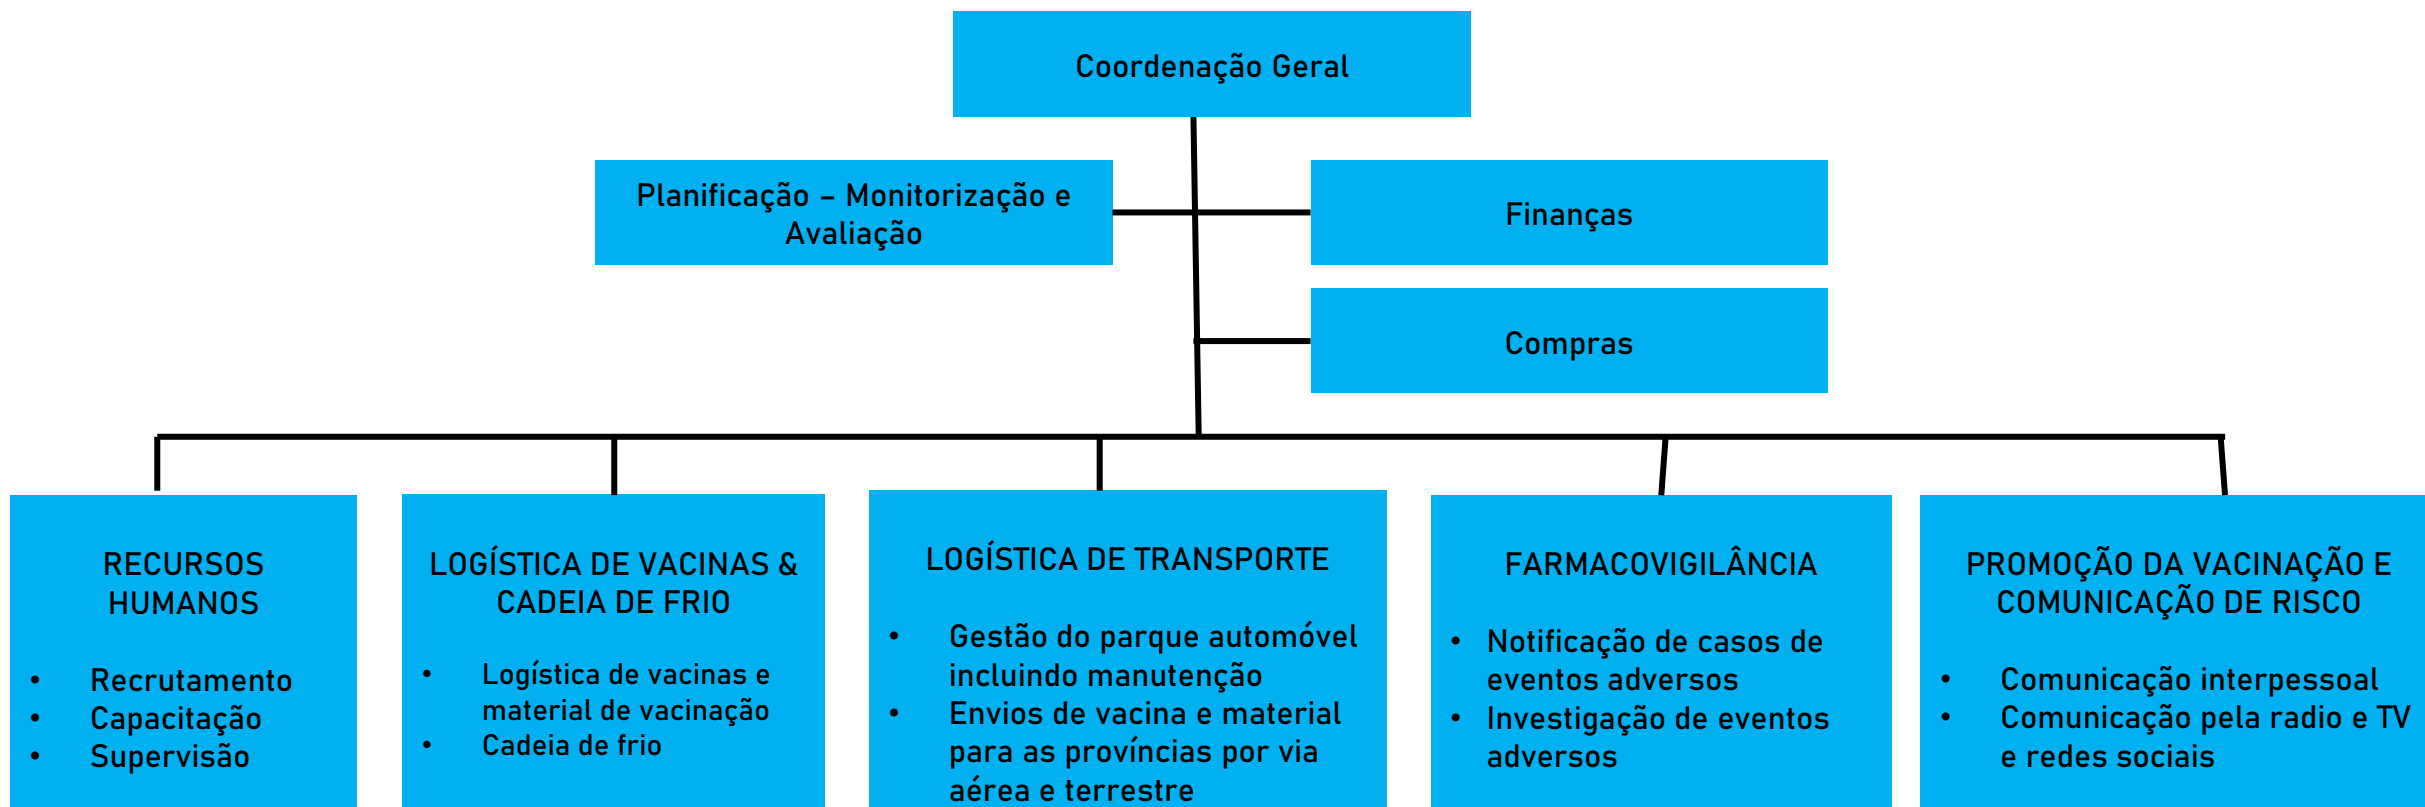 Coordenação Geral
Planificação – Monitorização e
Avaliação
Finanças
Compras
RECURSOS
HUMANOS
• Recrutamento
• Capacitação
• Supervisão
LOGÍSTICA DE VACINAS &
CADEIA DE FRIO
• Logística de vacinas e
material de vacinação
• Cadeia de frio
LOGÍSTICA DE TRANSPORTE
• Gestão do parque automóvel
incluindo manutenção
• Envios de vacina e material
para as províncias por via
aérea e terrestre
FARMACOVIGILÂNCIA
• Notificação de casos de
eventos adversos
• Investigação de eventos
adversos
PROMOÇÃO DA VACINAÇÃO E
COMUNICAÇÃO DE RISCO
• Comunicação interpessoal
• Comunicação pela radio e TV
e redes sociais